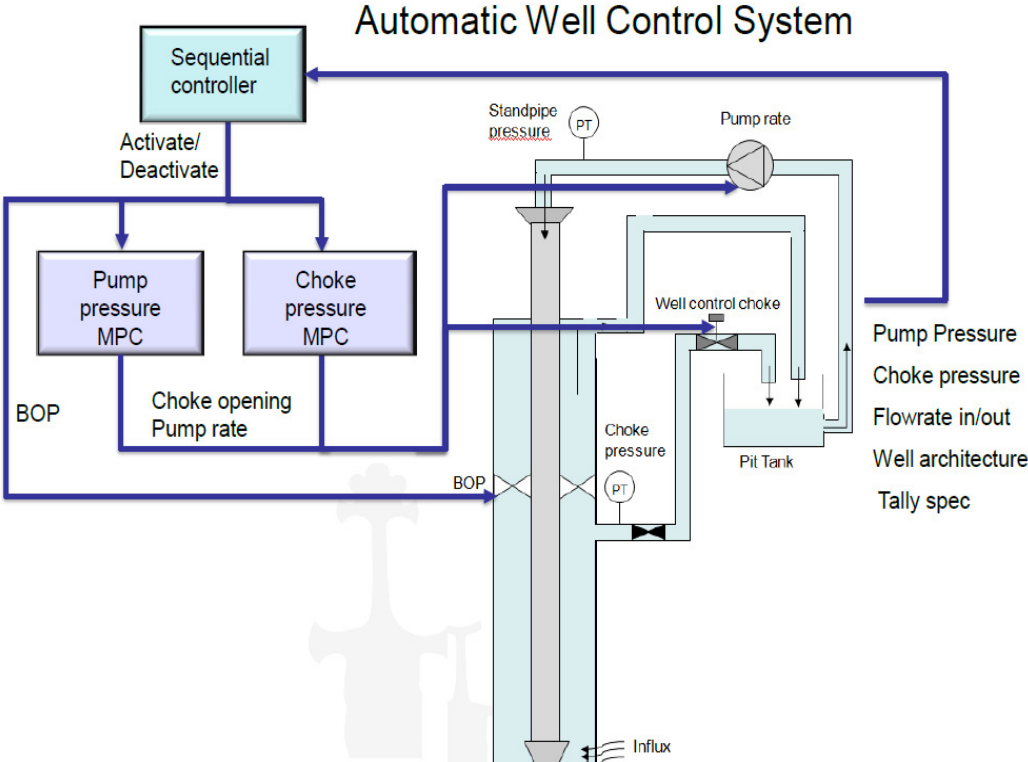 Automatic Well Control System
Sequential
controller
Activate/
Deactivate
Pump
pressure
MPC
Choke
pressure
MPC
BOP
Choke opening
Pump rate
Standpipe
pressure
PT
Pump rate
Well control choke
Choke
pressure
PT
BOP
Pit Tank
Influx
Pump Pressure
Choke pressure
Flowrate in/out
Well architecture
Tally spec